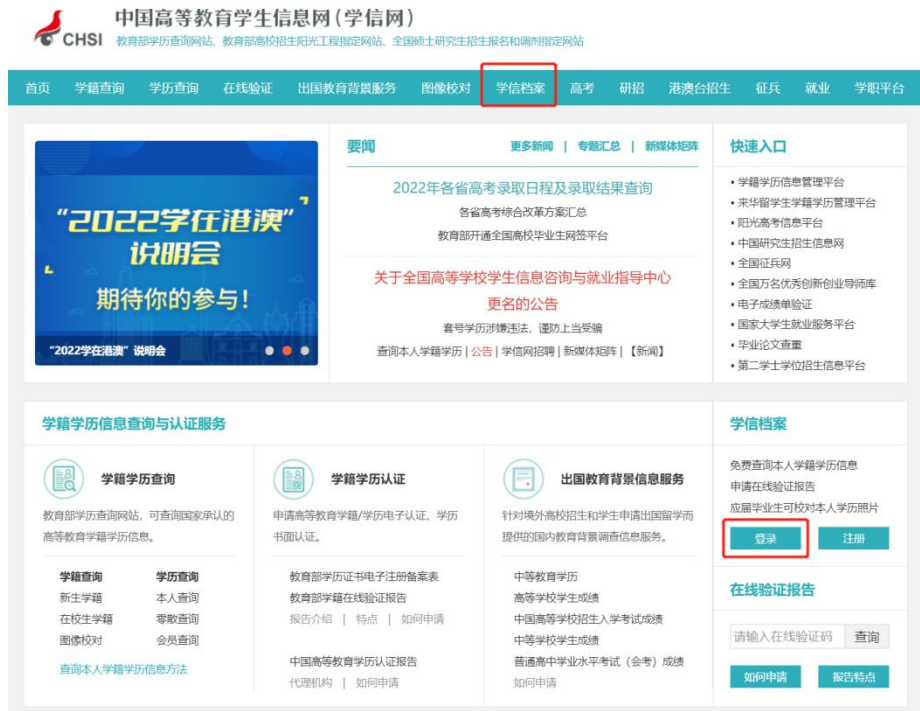 中国高等教育学生信息网(学信网)
CHSI 教育部学历查询网站、教育部高校招生阳光工程指定网站、全国硕士研究生招生报名和调剂指定网站
首页 学籍查询 学历查询 在线验证 出国教育背景服务 图像校对 学信档案 高考 研招 港澳台招生 征兵 就业 学职平台
“2022学在港澳”
说明会
期待你的参与!
"2022学在港澳" 说明会
要闻 更多新闻 | 专题汇总 | 新媒体矩阵
2022年各省高考录取日程及录取结果查询
各省高考综合改革方案汇总
教育部开通全国高校毕业生网签平台
关于全国高等学校学生信息咨询与就业指导中心
更名的公告
套号学历涉嫌违法,谨防上当受骗
查询本人学籍学历 | 公告 | 学信网招聘 | 新媒体矩阵 | 【新闻】
快速入口
• 学籍学历信息管理平台
• 来华留学生学籍学历管理平台
• 阳光高考信息平台
• 中国研究生招生信息网
• 全国征兵网
• 全国万名优秀创新创业导师库
• 电子成绩单验证
• 国家大学生就业服务平台
• 毕业论文查重
• 第二学士学位招生信息平台
学籍学历信息查询与认证服务
学籍学历查询
教育部学历查询网站,可查询国家承认的
高等教育学籍学历信息。
学籍查询 学历查询
新生学籍 本人查询
在校生学籍 零散查询
图像校对 会员查询
查询本人学籍学历信息方法
学籍学历认证
申请高等教育学籍/学历电子认证、学历
书面认证。
教育部学历证书电子注册备案表
教育部学籍在线验证报告
报告介绍 | 特点 | 如何申请
中国高等教育学历认证报告
代理机构 | 如何申请
出国教育背景信息服务
针对境外高校招生和学生申请出国留学而
提供的国内教育背景调查信息服务。
中等教育学历
高等学校学生成绩
中国高等学校招生入学考试成绩
中等学校学生成绩
普通高中学业水平考试(会考)成绩
如何申请
学信档案
免费查询本人学籍学历信息
申请在线验证报告
应届毕业生可校对本人学历照片
登录 注册
在线验证报告
请输入在线验证码 查询
如何申请 报告特点